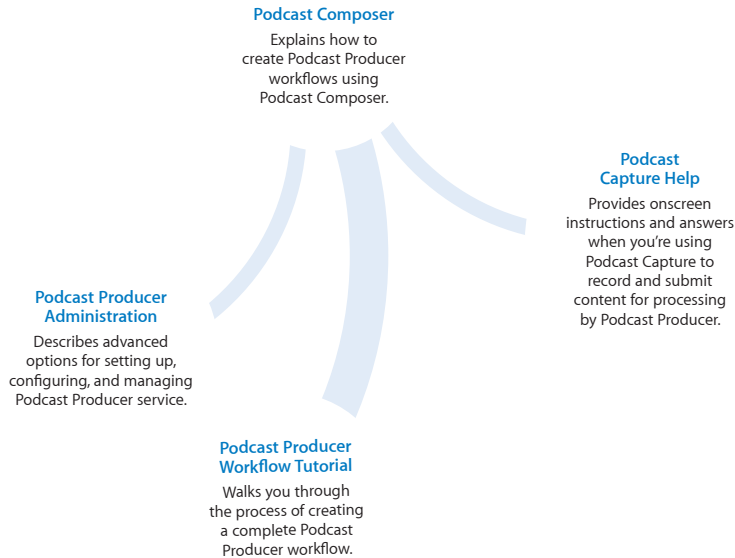 Podcast Composer
Explains how to
create Podcast Producer
workflows using
Podcast Composer.
Podcast
Capture Help
Provides onscreen
instructions and answers
when you’re using
Podcast Capture to
record and submit
content for processing
by Podcast Producer.
Podcast Producer
Administration
Describes advanced
options for setting up,
configuring, and managing
Podcast Producer service.
Podcast Producer
Workflow Tutorial
Walks you through
the process of creating
a complete Podcast
Producer workflow.